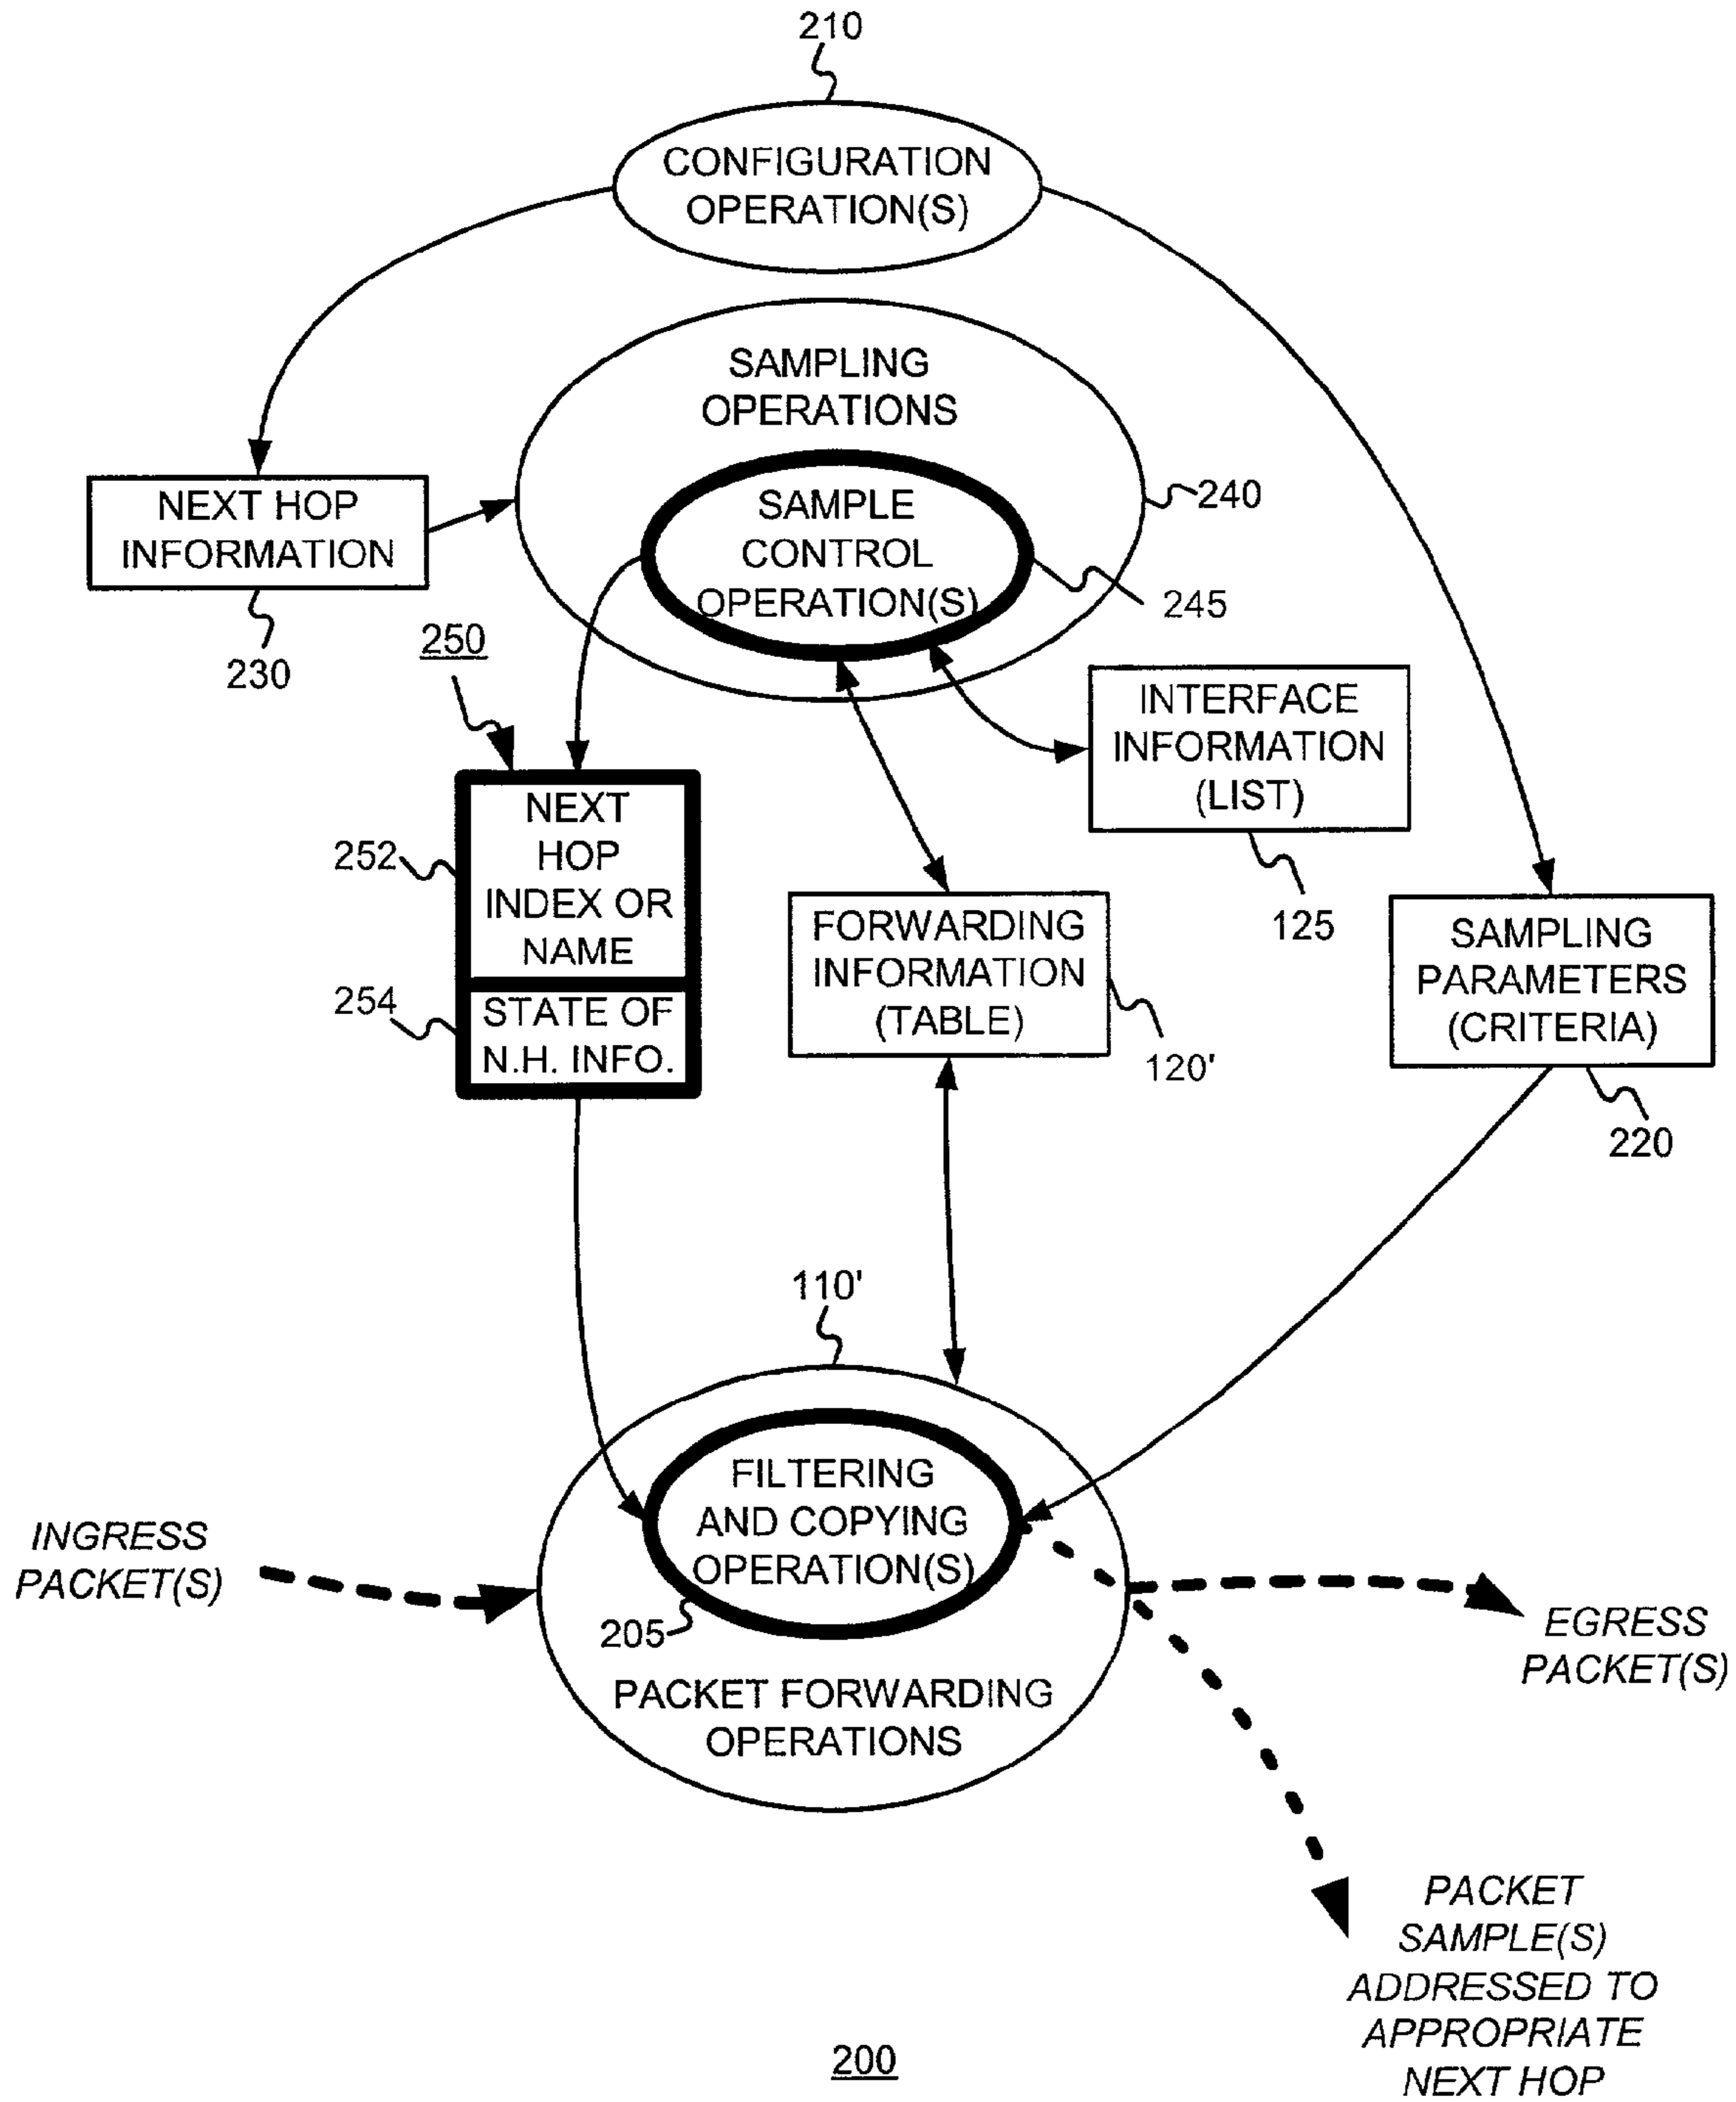 210
CONFIGURATION
OPERATION(S)
SAMPLING
OPERATIONS
NEXT HOP
INFORMATION
230
SAMPLE
CONTROL
OPERATION(S)
240
245
250
INTERFACE
INFORMATION
(LIST)
125
252
NEXT
HOP
INDEX OR
NAME
254
STATE OF
N.H. INFO.
FORWARDING
INFORMATION
(TABLE)
120'
SAMPLING
PARAMETERS
(CRITERIA)
220
110'
FILTERING
AND COPYING
OPERATION(S)
205
PACKET FORWARDING
OPERATIONS
INGRESS
PACKET(S)
EGRESS
PACKET(S)
PACKET
SAMPLE(S)
ADDRESSED TO
APPROPRIATE
NEXT HOP
200